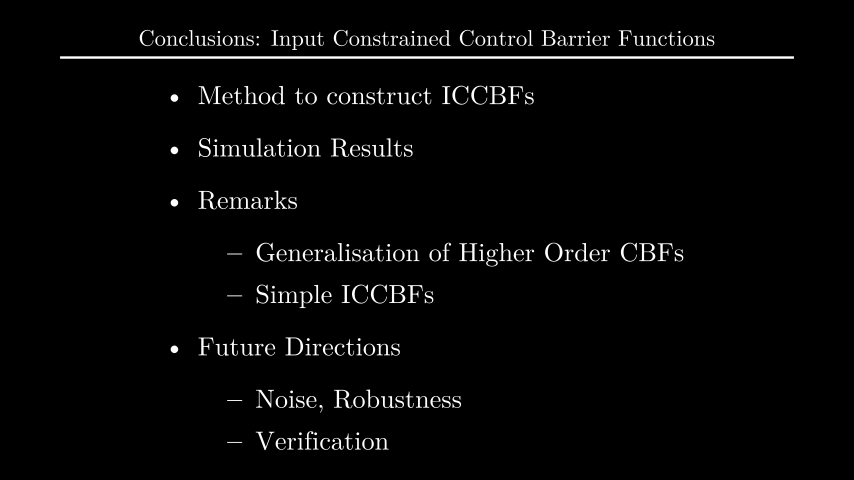 Conclusions: Input Constrained Control Barrier Functions
• Method to construct ICCBFs
• Simulation Results
• Remarks
– Generalisation of Higher Order CBFs
– Simple ICCBFs
• Future Directions
– Noise, Robustness
– Verification